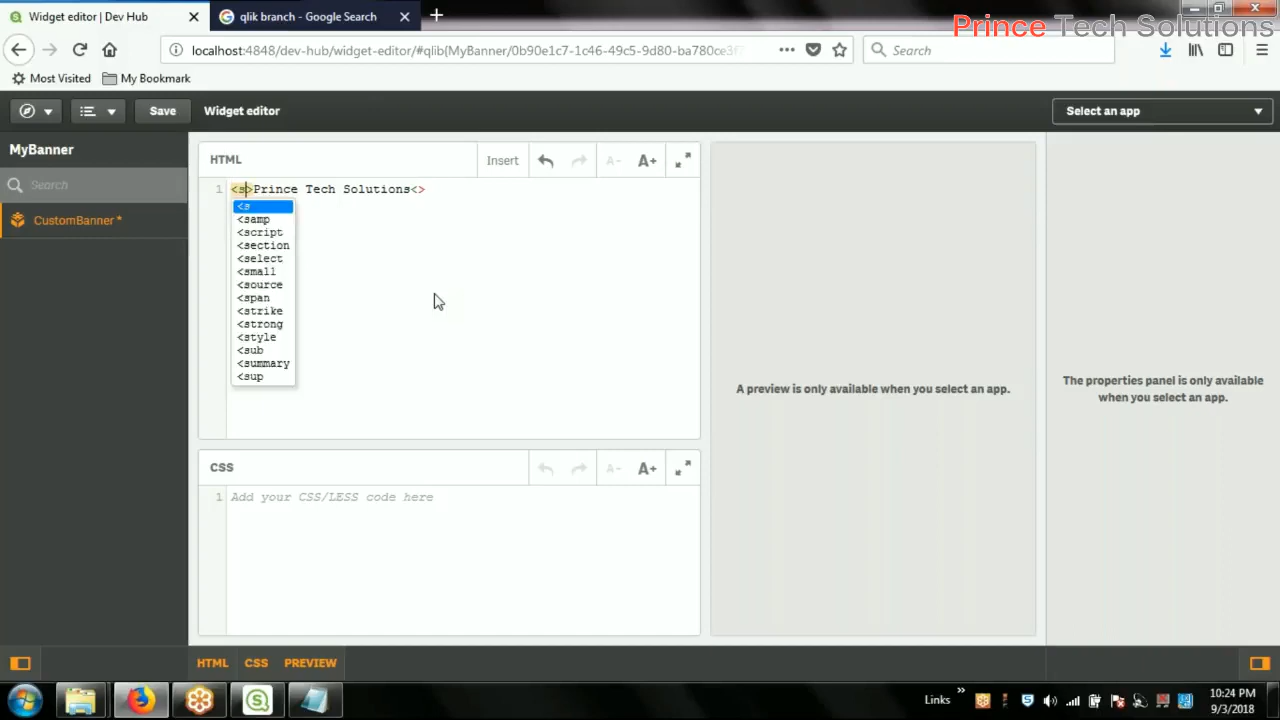 Widget editor | Dev Hub
qlik branch - Google Search
Prince Tech Solutions
localhost:4848/dev-hub/widget-editor/#qlib(MyBanner/0b90e1c7-1c46-49c5-9d80-ba780ce3f
Search
Most Visited
My Bookmark
Save
Widget editor
Select an app
MyBanner
Search
CustomBanner *
HTML
Insert
A-
A+
1
<s>Prince Tech Solutions<>
<s
<samp
<script
<section
<select
<small
<source
<span
<strike
<strong
<style
<sub
<summary
<sup
CSS
A-
A+
1
Add your CSS/LESS code here
A preview is only available when you select an app.
The properties panel is only available
when you select an app.
HTML
CSS
PREVIEW
Links
10:24 PM
9/3/2018